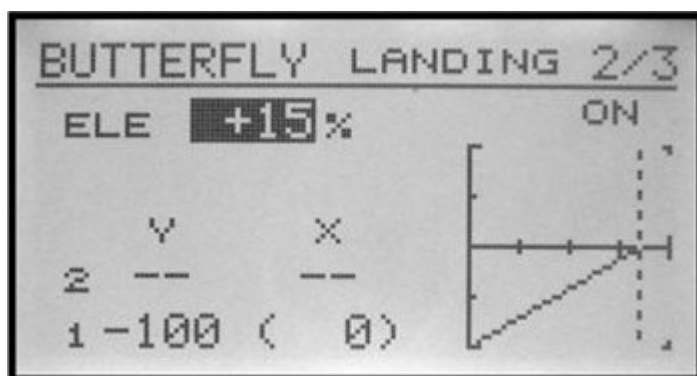 BUTTERFLY LANDING 2/3
ELE +15% ON
Y X
2 -- --
1 -100 ( 0)